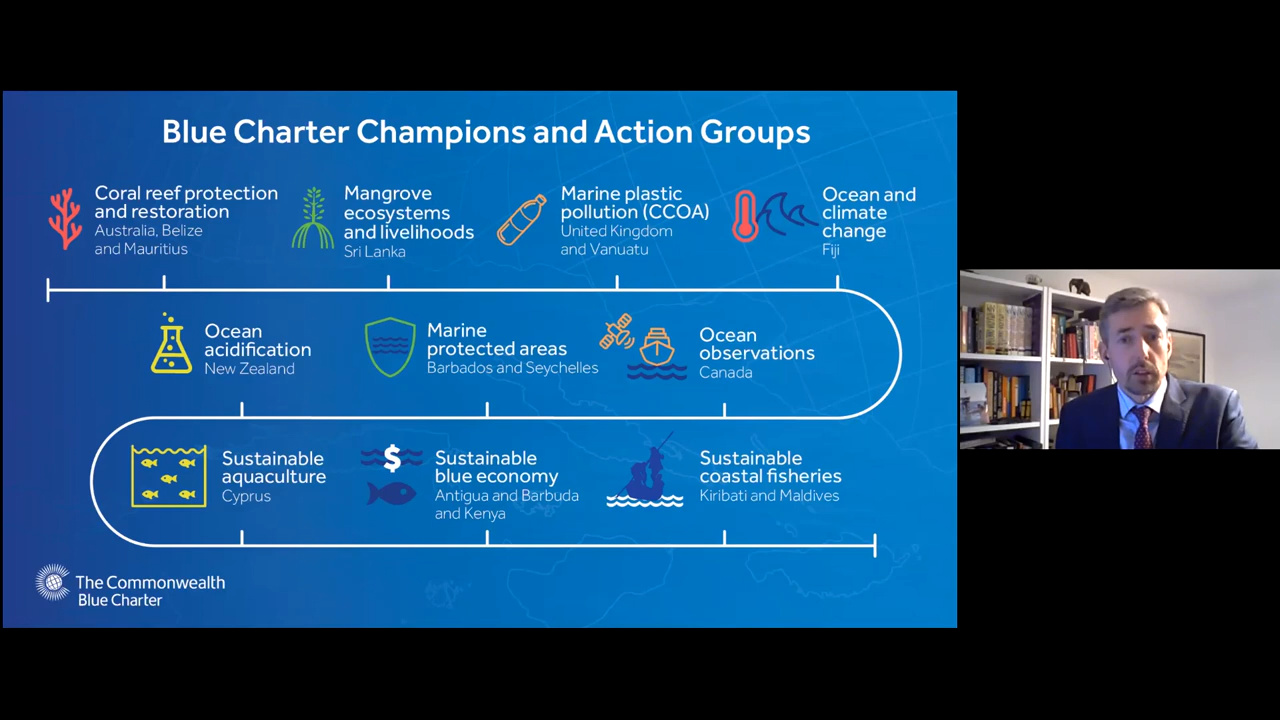 Blue Charter Champions and Action Groups
Coral reef protection
and restoration
Australia, Belize
and Mauritius
Mangrove
ecosystems
and livelihoods
Sri Lanka
Marine plastic
pollution (CCOA)
United Kingdom
and Vanuatu
Ocean and
climate
change
Fiji
Ocean
acidification
New Zealand
Marine
protected areas
Barbados and Seychelles
Ocean
observations
Canada
Sustainable
aquaculture
Cyprus
$
Sustainable
blue economy
Antigua and Barbuda
and Kenya
Sustainable
coastal fisheries
Kiribati and Maldives
The Commonwealth
Blue Charter